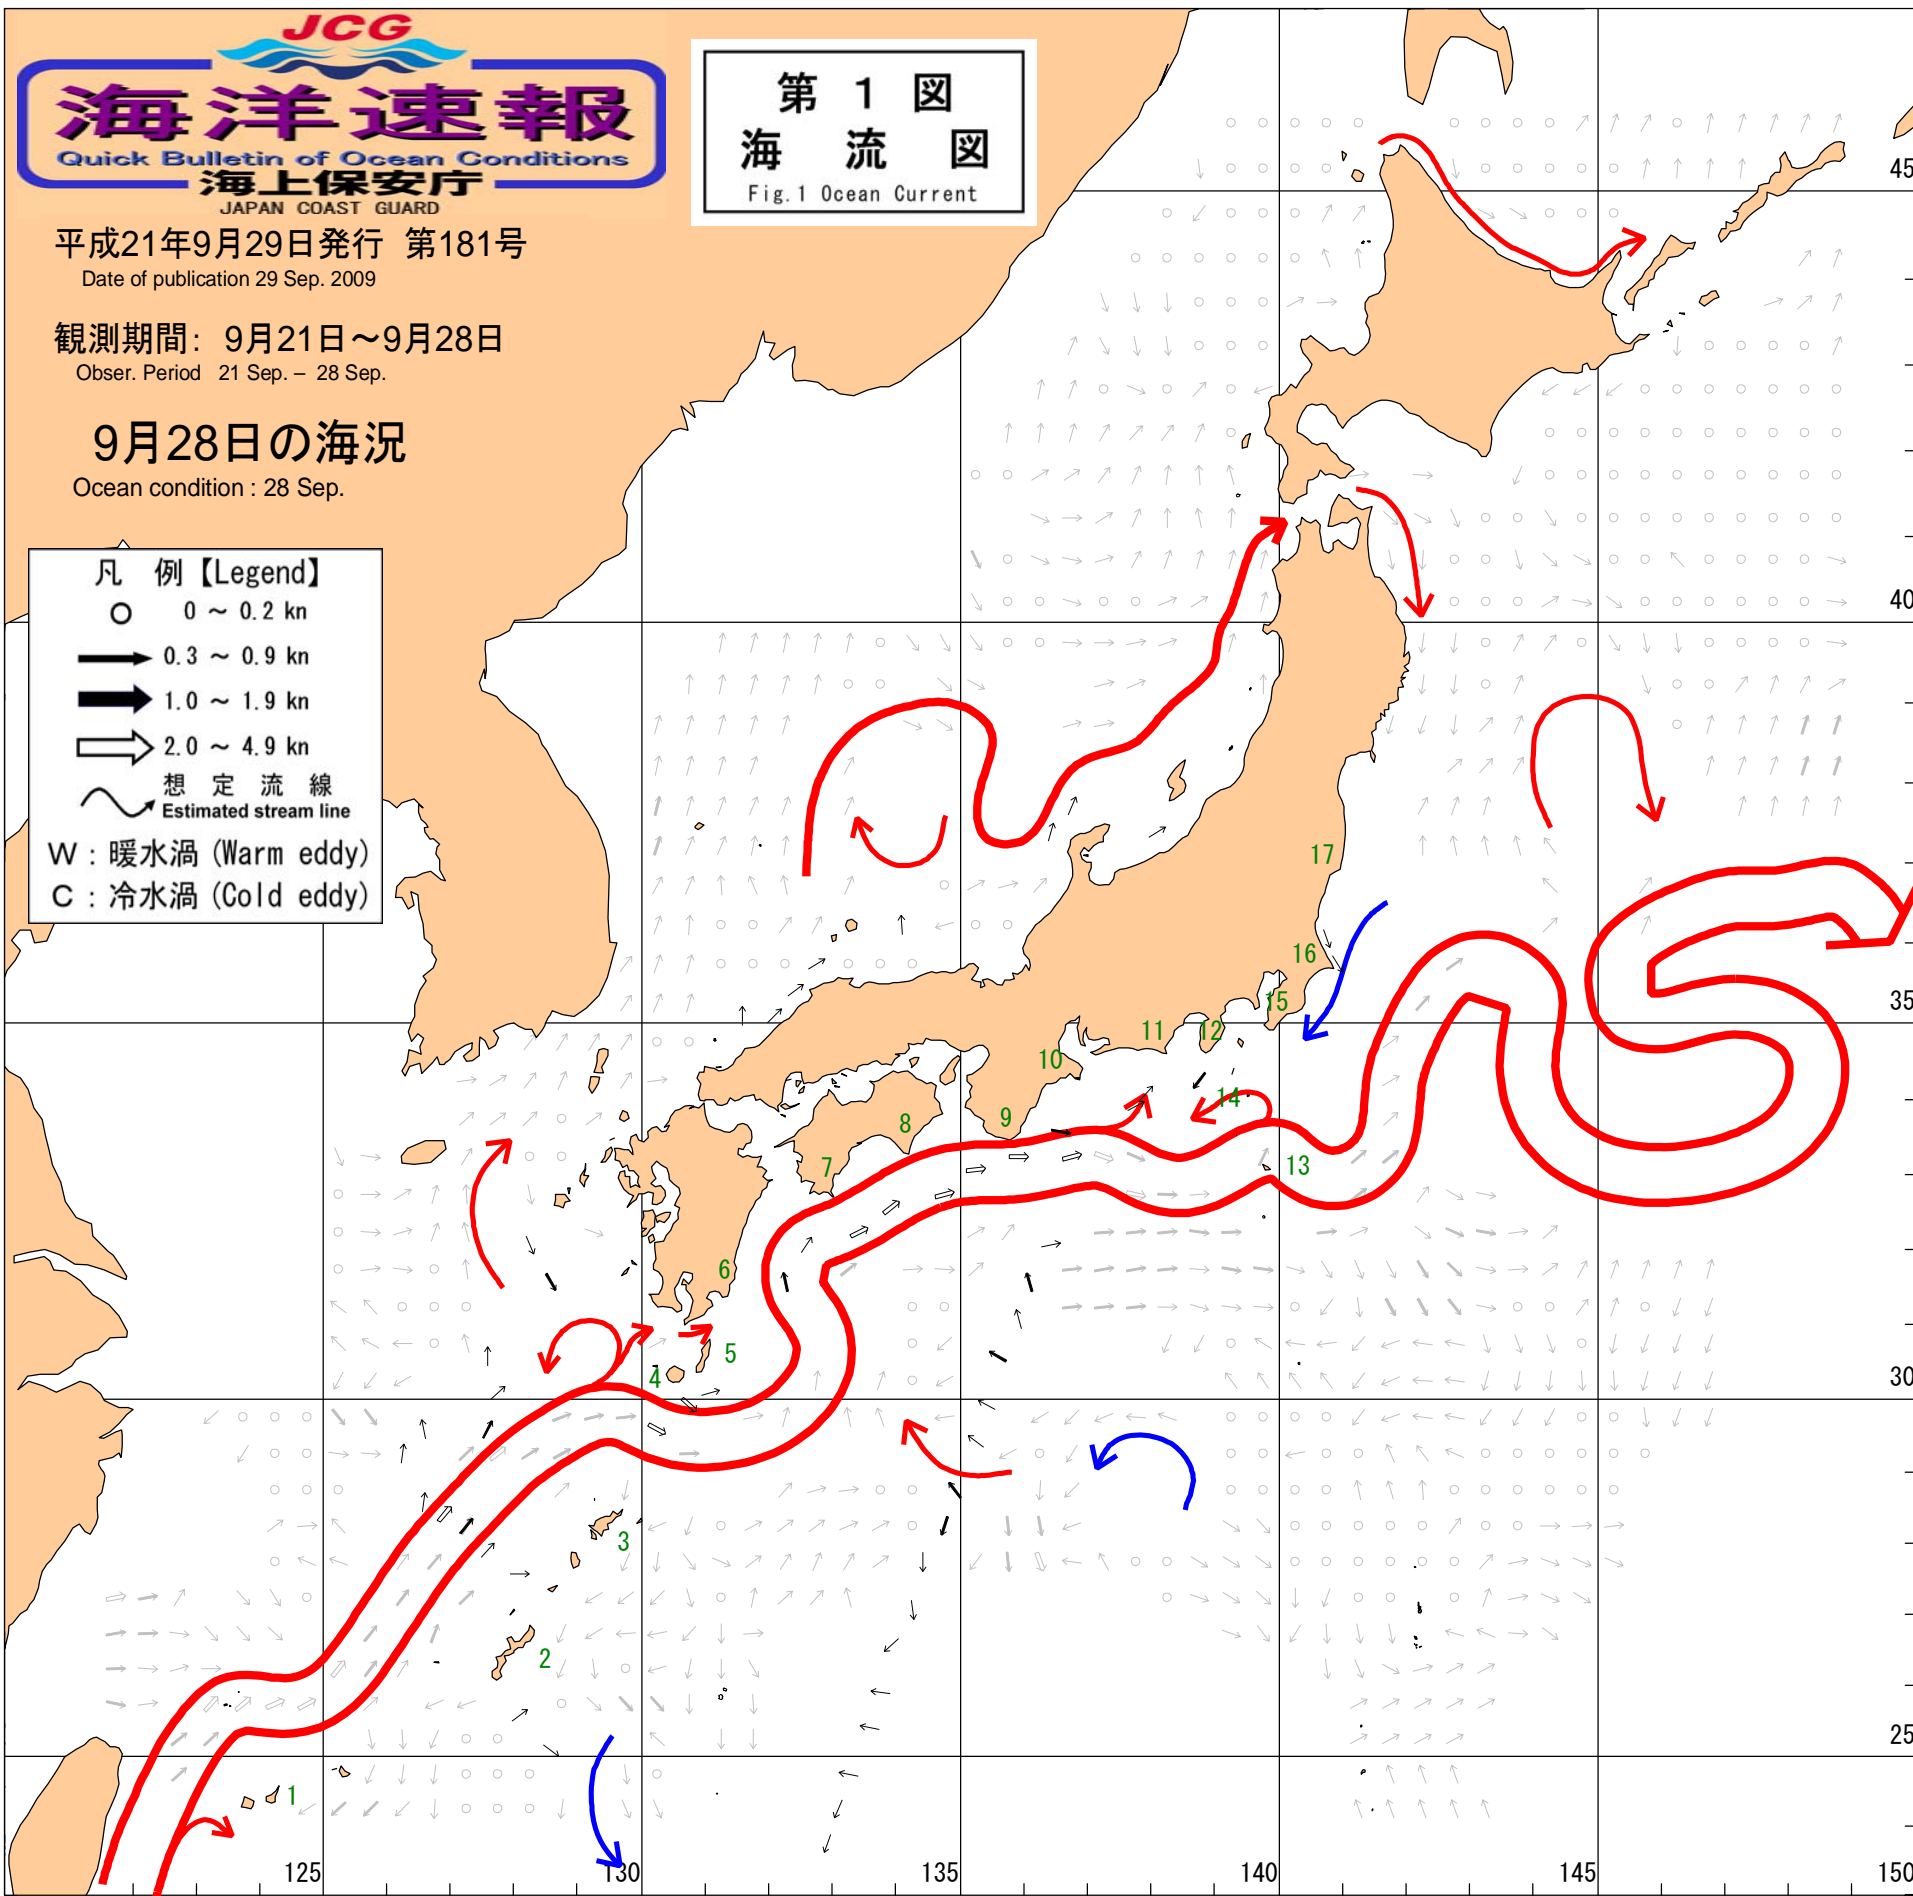 JCG
海洋速報
Quick Bulletin of Ocean Conditions
海上保安庁
JAPAN COAST GUARD
第 1 図
海 流 図
Fig.1 Ocean Current
平成21年9月29日発行 第181号
Date of publication 29 Sep. 2009
観測期間: 9月21日～9月28日
Obser. Period 21 Sep. – 28 Sep.
9月28日の海況
Ocean condition : 28 Sep.
凡 例【Legend】
0 ～ 0.2 kn
0.3 ～ 0.9 kn
1.0 ～ 1.9 kn
2.0 ～ 4.9 kn
想 定 流 線
Estimated stream line
W : 暖水渦 (Warm eddy)
C : 冷水渦 (Cold eddy)
45
40
35
30
25
17
16
15
11
12
10
14
9
8
7
13
6
5
4
3
2
1
125
130
135
140
145
150